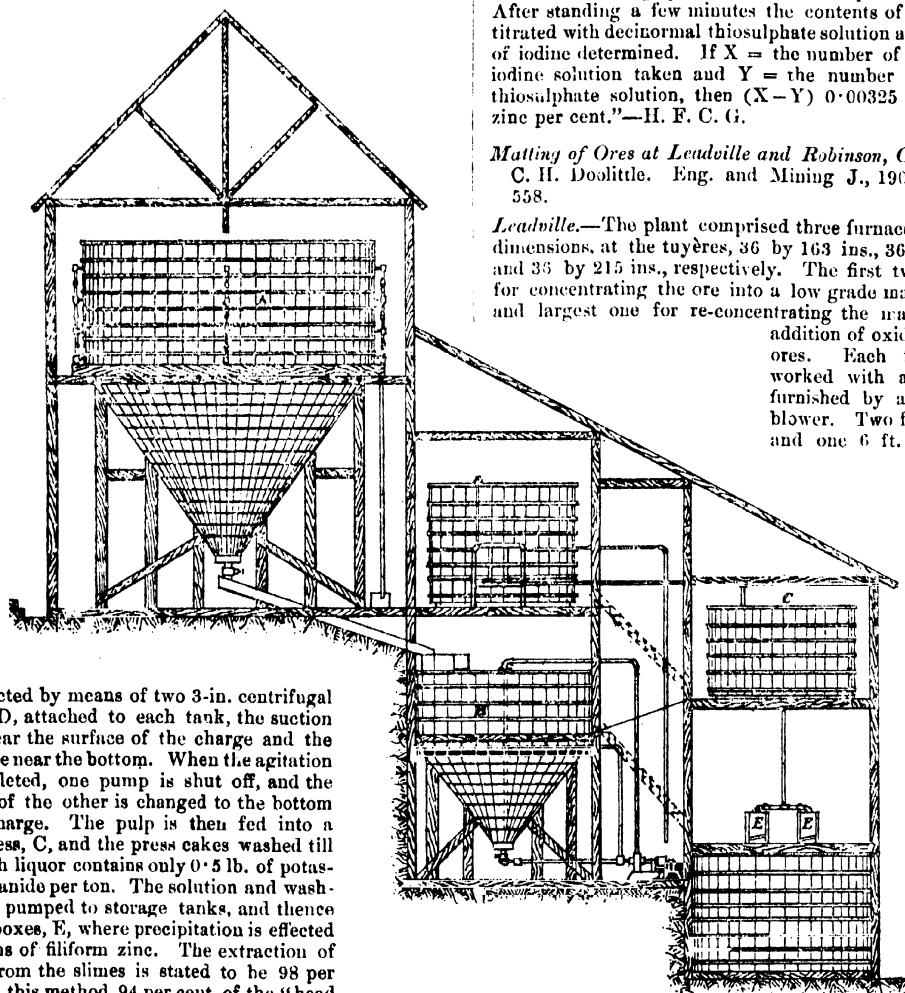 After standing a few minutes the contents of
titrated with decinormal thiosulphate solution a
of iodine determined. If X = the number of
iodine solution taken and Y = the number
thiosulphate solution, then (X–Y) 0·00325
zinc per cent."—H. F. C. G.
Matting of Ores at Leadville and Robinson, C
C. H. Doolittle. Eng. and Mining J., 190
558.
Leadville.—The plant comprised three furnac
dimensions, at the tuyères, 36 by 163 ins., 36
and 36 by 215 ins., respectively. The first tw
for concentrating the ore into a low grade ma
and largest one for re-concentrating the ma
addition of oxi
ores. Each
worked with a
furnished by a
blower. Two f
and one 6 ft.
A
C
B
E E
cted by means of two 3-in. centrifugal
D, attached to each tank, the suction
ear the surface of the charge and the
e near the bottom. When the agitation
leted, one pump is shut off, and the
of the other is changed to the bottom
harge. The pulp is then fed into a
ess, C, and the press cakes washed till
h liquor contains only 0·5 lb. of potas-
anide per ton. The solution and wash-
pumped to storage tanks, and thence
boxes, E, where precipitation is effected
ns of filiform zinc. The extraction of
rom the slimes is stated to be 98 per
this method 94 per cent. of the "head